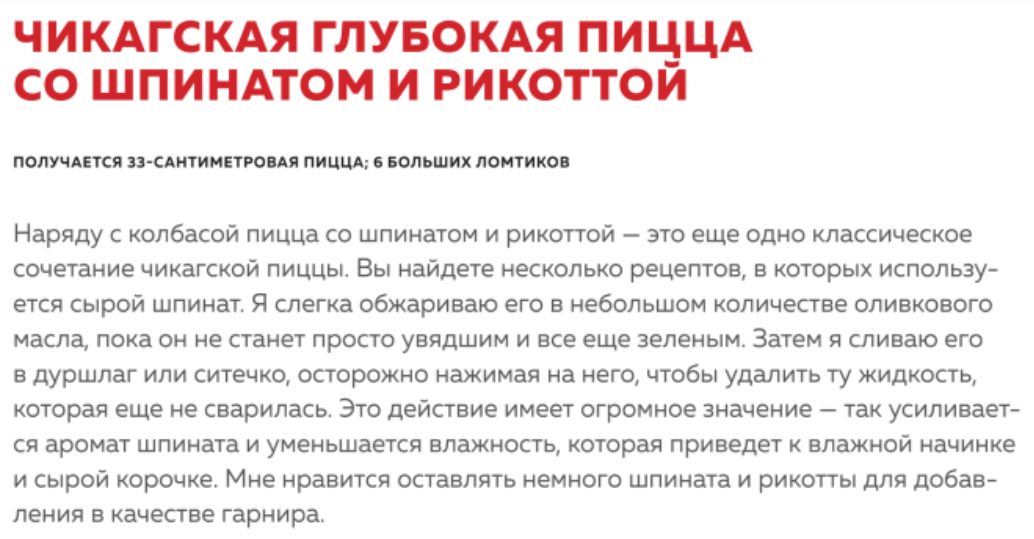 ЧИКАГСКАЯ ГЛУБОКАЯ ПИЦЦА
СО ШПИНАТОМ И РИКОТТОЙ
ПОЛУЧАЕТСЯ 33-САНТИМЕТРОВАЯ ПИЦЦА; 6 БОЛЬШИХ ЛОМТИКОВ
Наряду с колбасой пицца со шпинатом и рикоттой — это еще одно классическое
сочетание чикагской пиццы. Вы найдете несколько рецептов, в которых использу-
ется сырой шпинат. Я слегка обжариваю его в небольшом количестве оливкового
масла, пока он не станет просто увядшим и все еще зеленым. Затем я сливаю его
в дуршлаг или ситечко, осторожно нажимая на него, чтобы удалить ту жидкость,
которая еще не сварилась. Это действие имеет огромное значение — так усиливает-
ся аромат шпината и уменьшается влажность, которая приведет к влажной начинке
и сырой корочке. Мне нравится оставлять немного шпината и рикотты для добав-
ления в качестве гарнира.